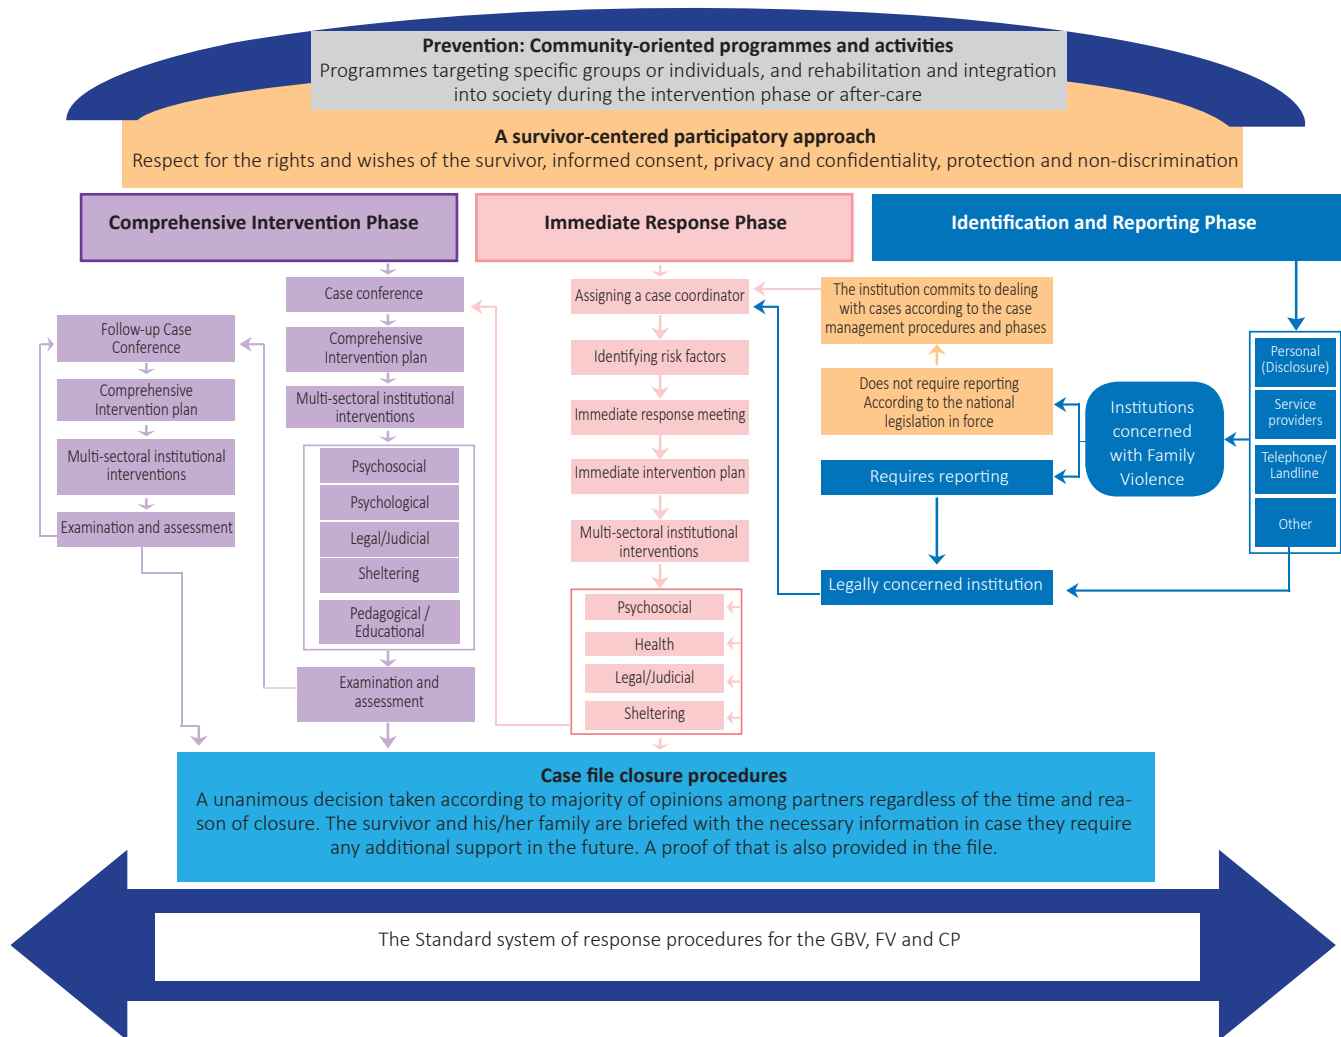 Prevention: Community-oriented programmes and activities
Programmes targeting specific groups or individuals, and rehabilitation and integration
into society during the intervention phase or after-care
A survivor-centered participatory approach
Respect for the rights and wishes of the survivor, informed consent, privacy and confidentiality, protection and non-discrimination
Comprehensive Intervention Phase
Immediate Response Phase
Identification and Reporting Phase
Follow-up Case
Conference
Comprehensive
Intervention plan
Multi-sectoral institutional
interventions
Examination and assessment
Case conference
Comprehensive
Intervention plan
Multi-sectoral institutional
interventions
Psychosocial
Psychological
Legal/Judicial
Sheltering
Pedagogical /
Educational
Examination and
assessment
Assigning a case coordinator
Identifying risk factors
Immediate response meeting
Immediate intervention plan
Multi-sectoral institutional
interventions
Psychosocial
Health
Legal/Judicial
Sheltering
The institution commits to dealing
with cases according to the case
management procedures and phases
Does not require reporting
According to the national
legislation in force
Requires reporting
Legally concerned institution
Institutions
concerned
with Family
Violence
Personal
(Disclosure)
Service
providers
Telephone/
Landline
Other
Case file closure procedures
A unanimous decision taken according to majority of opinions among partners regardless of the time and rea-
son of closure. The survivor and his/her family are briefed with the necessary information in case they require
any additional support in the future. A proof of that is also provided in the file.
The Standard system of response procedures for the GBV, FV and CP